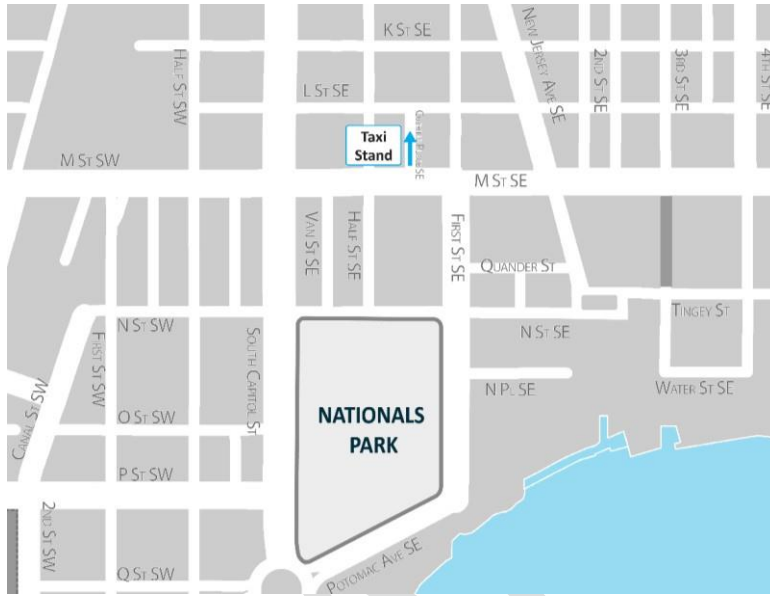 K ST SE
NEW JERSEY AVE SE
HALF ST SW
2ND ST SE
3RD ST SE
4TH ST SE
L ST SE
Taxi
Stand
M ST SW
M ST SE
VAN ST SE
HALF ST SE
FIRST ST SE
QUANDER ST
N ST SW
FIRST ST SW
SOUTH CAPITOL ST
N ST SE
TINGEY ST
CANAL ST SW
N PL SE
WATER ST SE
O ST SW
NATIONALS
PARK
P ST SW
2ND ST SW
Q ST SW
POTOMAC AVE SE